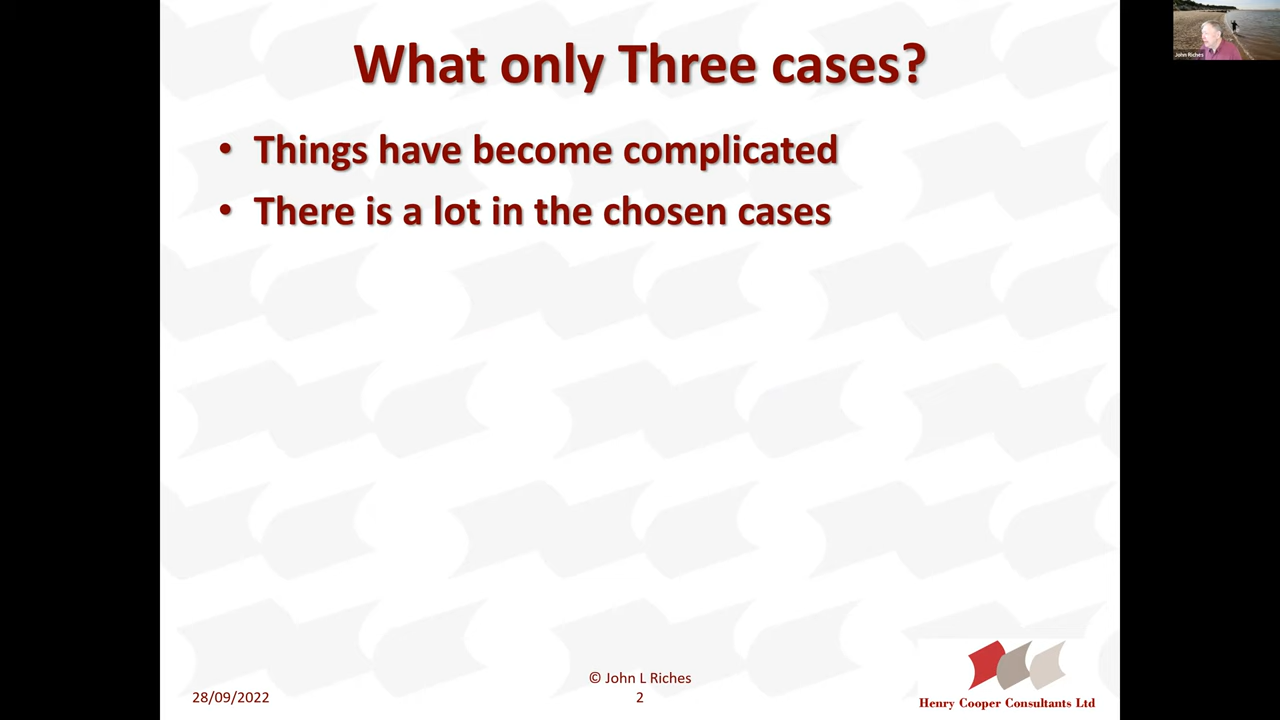 What only Three cases?
John Riches
• Things have become complicated
• There is a lot in the chosen cases
© John L Riches
28/09/2022
2
Henry Cooper Consultants Ltd